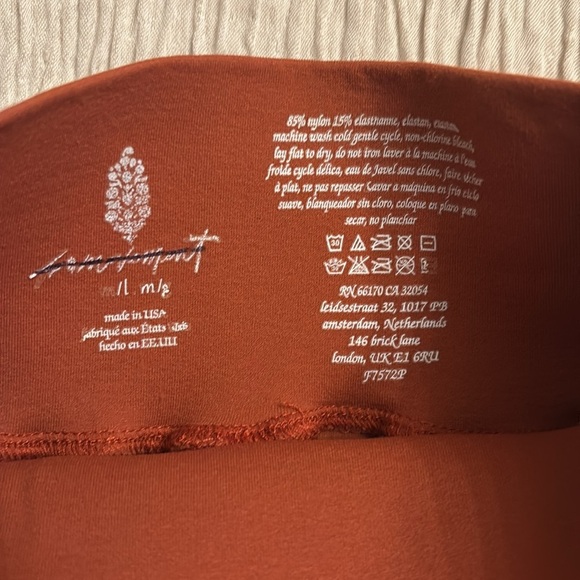 m/l m/g
made in USA
fabriqué aux États Unis
hecho en EE.UU
85% nylon 15% elasthanne, elastan,
machine wash cold gentle cycle, non-chlorine bleach,
lay flat to dry, do not iron laver à la machine à l'eau
froide cycle délica, eau de Javel sans chlore, faire sécher
à plat, ne pas repasser Lavar a máquina en frío ciclo
suave, blanqueador sin cloro, coloque en plano para
secar, no planchar
30
RN 66170 CA 32054
leidsestraat 32, 1017 PB
amsterdam, Netherlands
146 brick lane
london, UK E1 6RU
F7572P